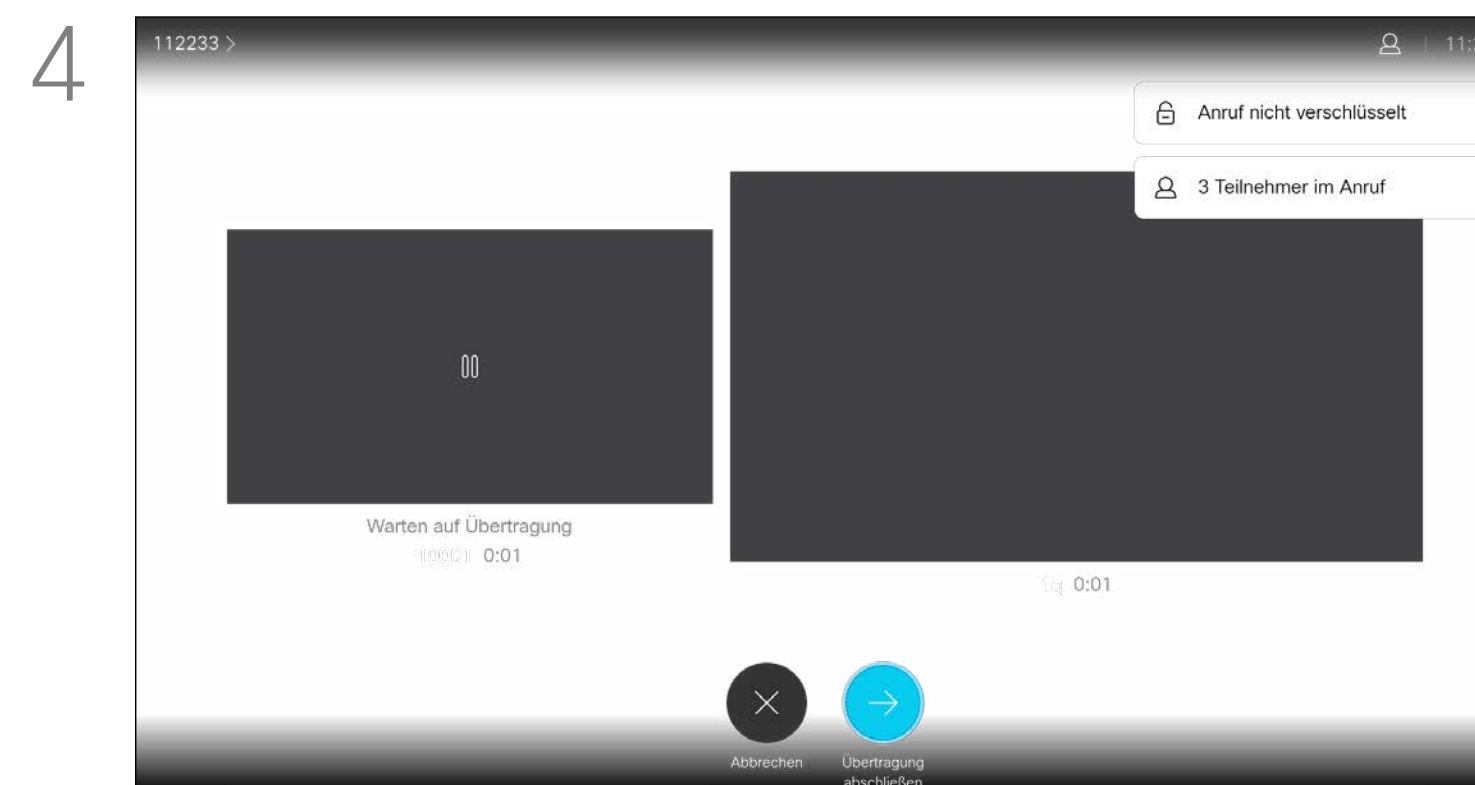 4
112233 >
Anruf nicht verschlüsselt
3 Teilnehmer im Anruf
Warten auf Übertragung
10001 0:01
0:01
Abbrechen
Übertragung
abschließen